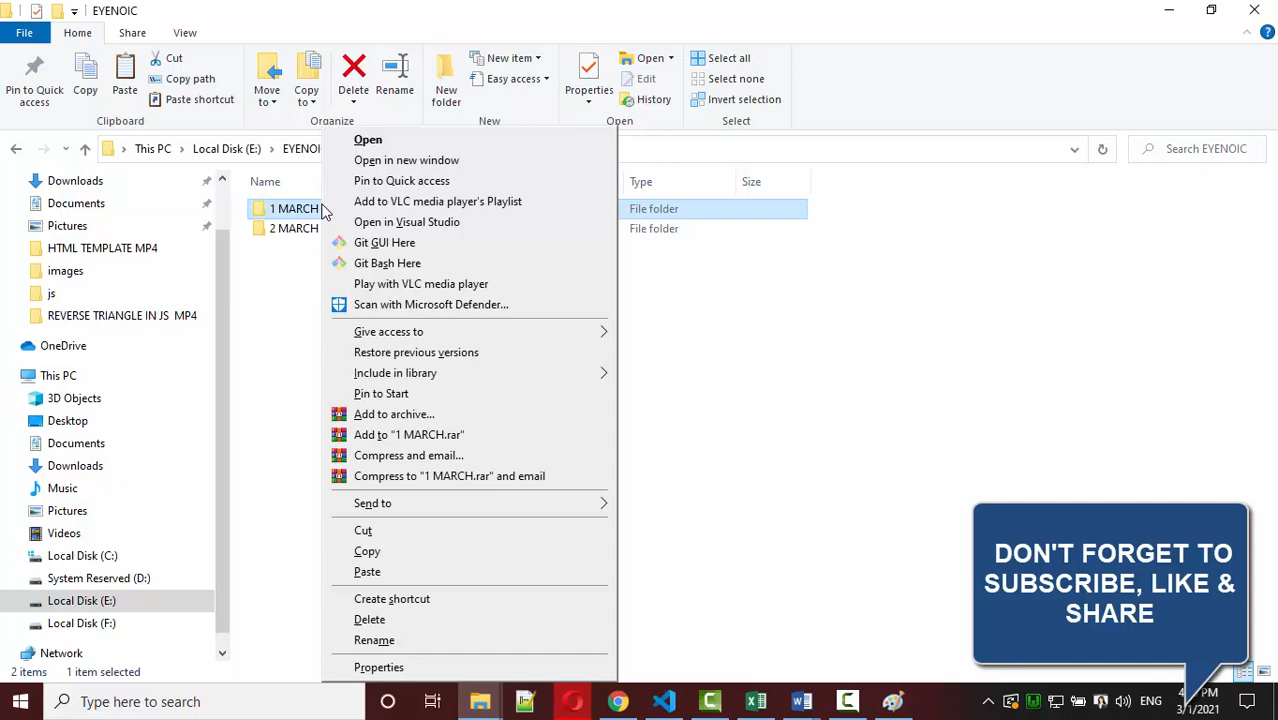 EYENOIC
File Home Share View
Pin to Quick access
Copy
Paste
Cut
Copy path
Paste shortcut
Clipboard
Move to
Copy to
Delete
Rename
Organize
New folder
New item
Easy access
New
Properties
Open
Edit
History
Open
Select all
Select none
Invert selection
Select
This PC Local Disk (E:)
Search EYENOIC
Name Type Size
1 MARCH File folder
2 MARCH File folder
Downloads
Documents
Pictures
HTML TEMPLATE MP4
images
js
REVERSE TRIANGLE IN JS MP4
OneDrive
This PC
3D Objects
Desktop
Documents
Downloads
Music
Pictures
Videos
Local Disk (C:)
System Reserved (D:)
Local Disk (E:)
Local Disk (F:)
Network
Open
Open in new window
Pin to Quick access
Add to VLC media player's Playlist
Open in Visual Studio
Git GUI Here
Git Bash Here
Play with VLC media player
Scan with Microsoft Defender...
Give access to
Restore previous versions
Include in library
Pin to Start
Add to archive...
Add to "1 MARCH.rar"
Compress and email...
Compress to "1 MARCH.rar" and email
Send to
Cut
Copy
Paste
Create shortcut
Delete
Rename
Properties
DON'T FORGET TO
SUBSCRIBE, LIKE &
SHARE
2 items 1 item selected
Type here to search
ENG
PM
3/1/2021